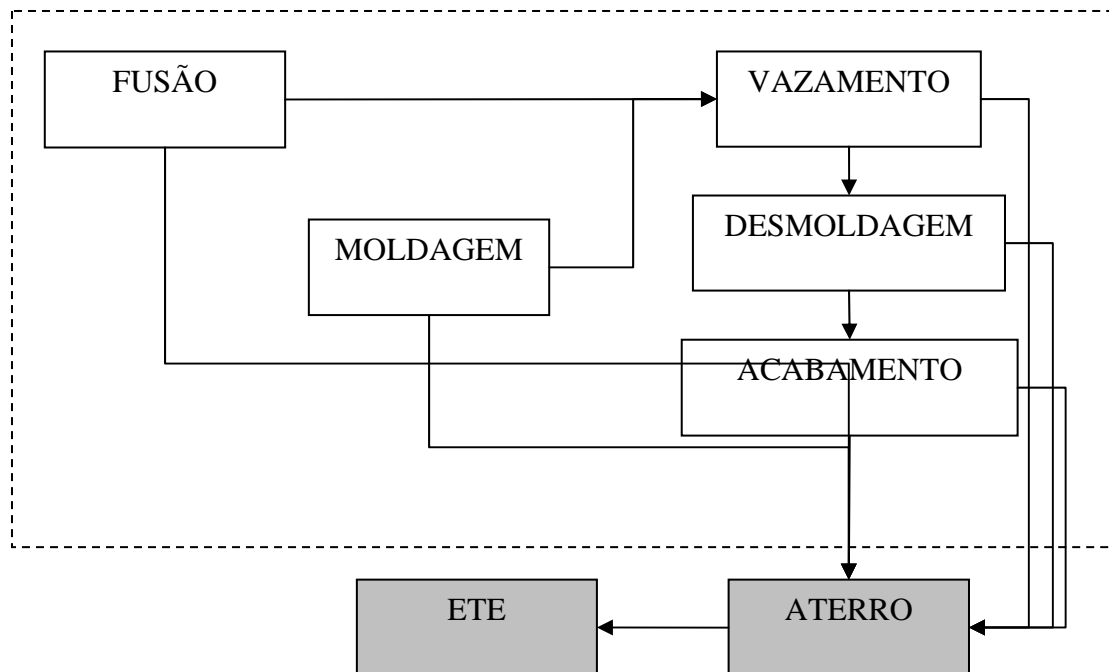 FUSÃO
VAZAMENTO
MOLDAGEM
DESMOLDAGEM
ACABAMENTO
ETE
ATERRO